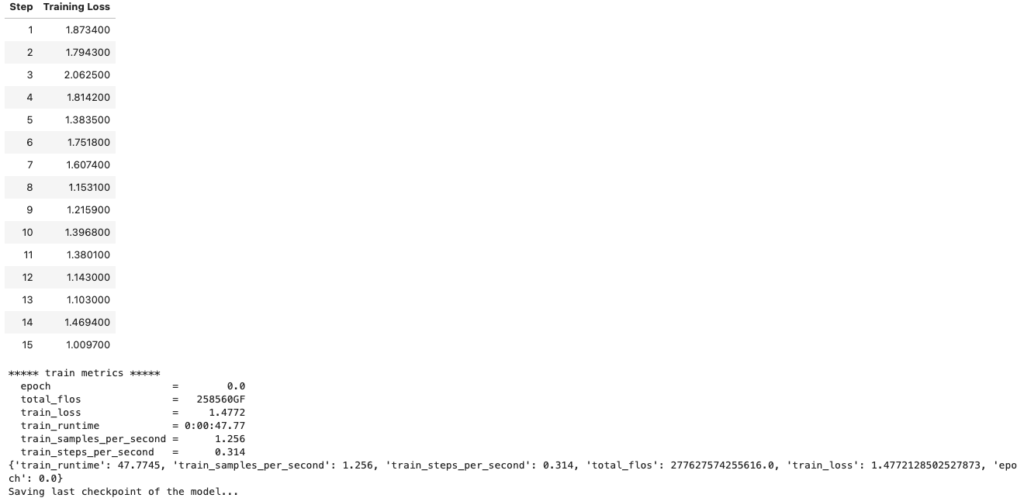 Step Training Loss
1 1.873400
2 1.794300
3 2.062500
4 1.814200
5 1.383500
6 1.751800
7 1.607400
8 1.153100
9 1.215900
10 1.396800
11 1.380100
12 1.143000
13 1.103000
14 1.469400
15 1.009700
***** train metrics *****
epoch = 0.0
total_flos = 258560GF
train_loss = 1.4772
train_runtime = 0:00:47.77
train_samples_per_second = 1.256
train_steps_per_second = 0.314
{'train_runtime': 47.7745, 'train_samples_per_second': 1.256, 'train_steps_per_second': 0.314, 'total_flos': 277627574255616.0, 'train_loss': 1.4772128502527873, 'epo
ch': 0.0}
Saving last checkpoint of the model...